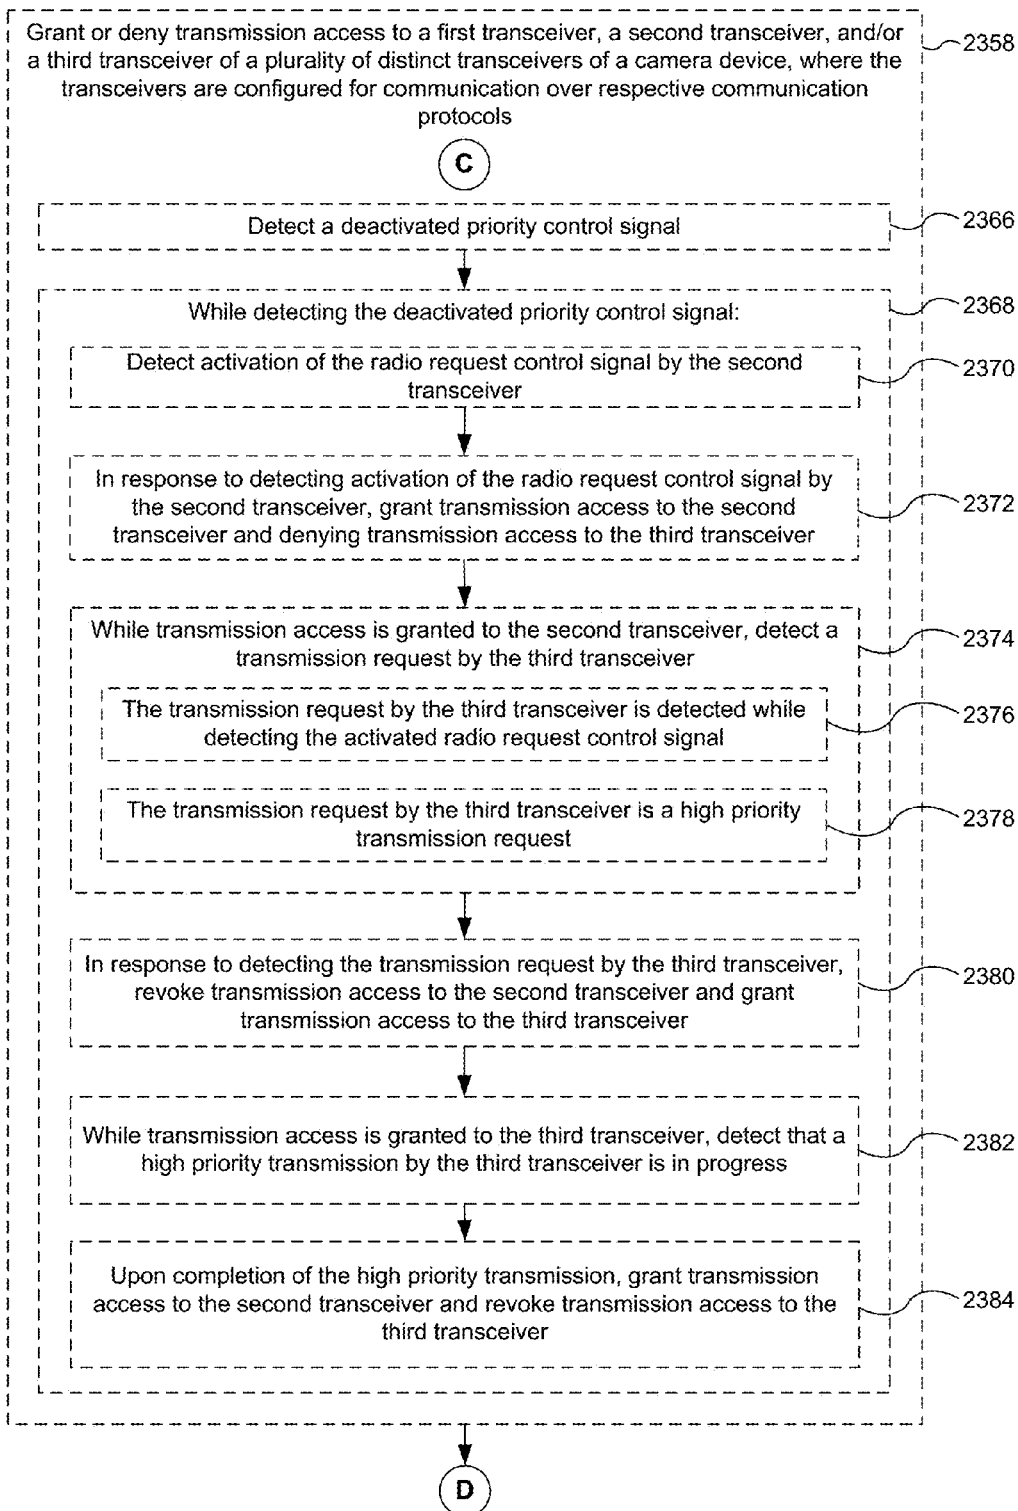 Grant or deny transmission access to a first transceiver, a second transceiver, and/or
a third transceiver of a plurality of distinct transceivers of a camera device, where the
transceivers are configured for communication over respective communication
protocols
2358
C
Detect a deactivated priority control signal
2366
While detecting the deactivated priority control signal:
2368
Detect activation of the radio request control signal by the second
transceiver
2370
In response to detecting activation of the radio request control signal by
the second transceiver, grant transmission access to the second
transceiver and denying transmission access to the third transceiver
2372
While transmission access is granted to the second transceiver, detect a
transmission request by the third transceiver
2374
The transmission request by the third transceiver is detected while
detecting the activated radio request control signal
2376
The transmission request by the third transceiver is a high priority
transmission request
2378
In response to detecting the transmission request by the third transceiver,
revoke transmission access to the second transceiver and grant
transmission access to the third transceiver
2380
While transmission access is granted to the third transceiver, detect that a
high priority transmission by the third transceiver is in progress
2382
Upon completion of the high priority transmission, grant transmission
access to the second transceiver and revoke transmission access to the
third transceiver
2384
D